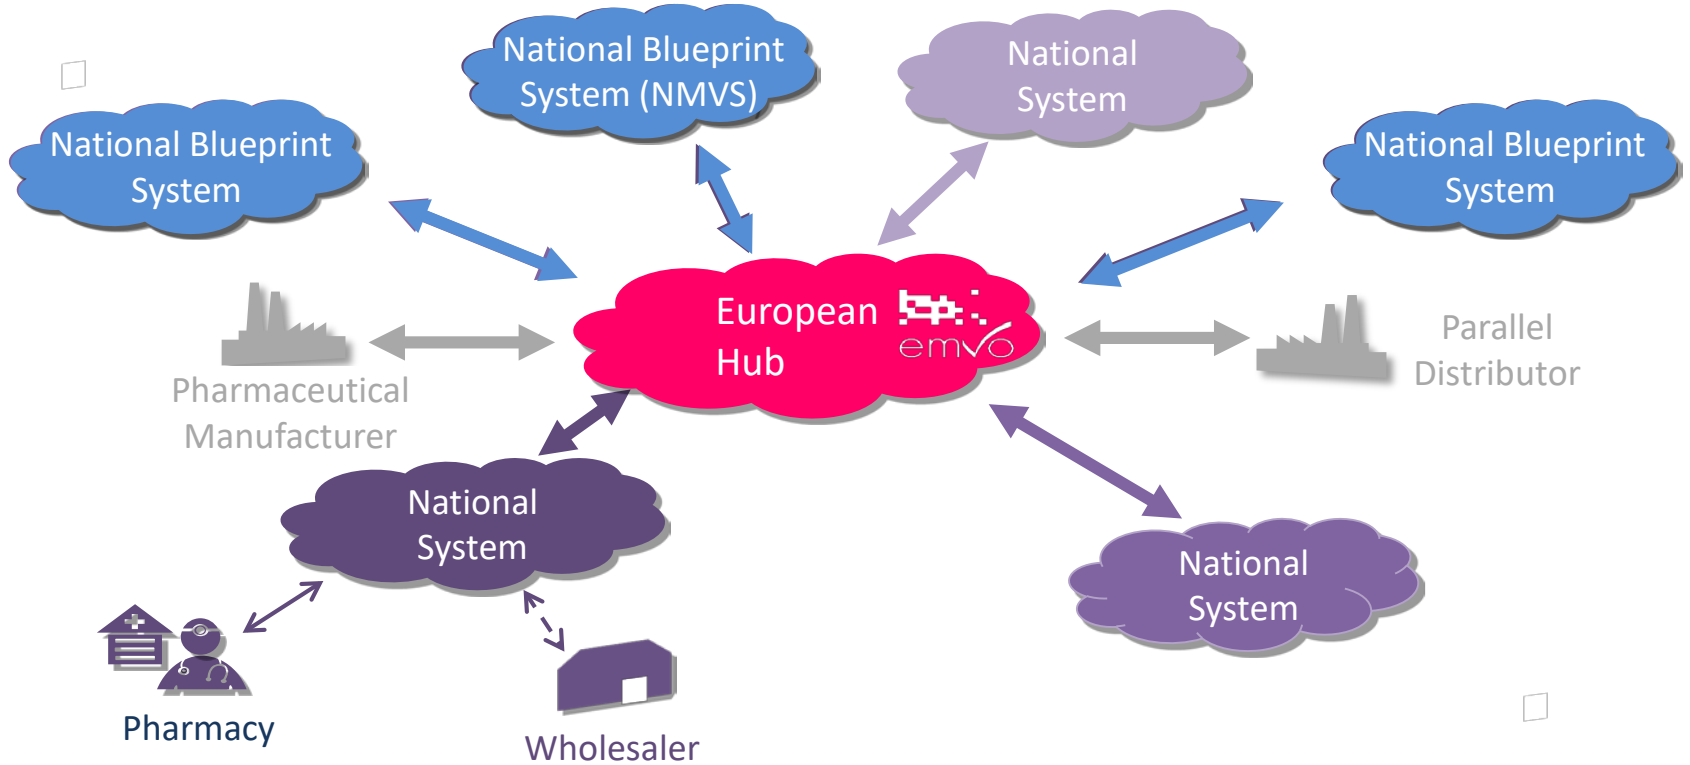 National Blueprint
System (NMVS)
National
System
National Blueprint
System
National Blueprint
System
European
Hub
emvo
Pharmaceutical
Manufacturer
Parallel
Distributor
National
System
National
System
Pharmacy
Wholesaler